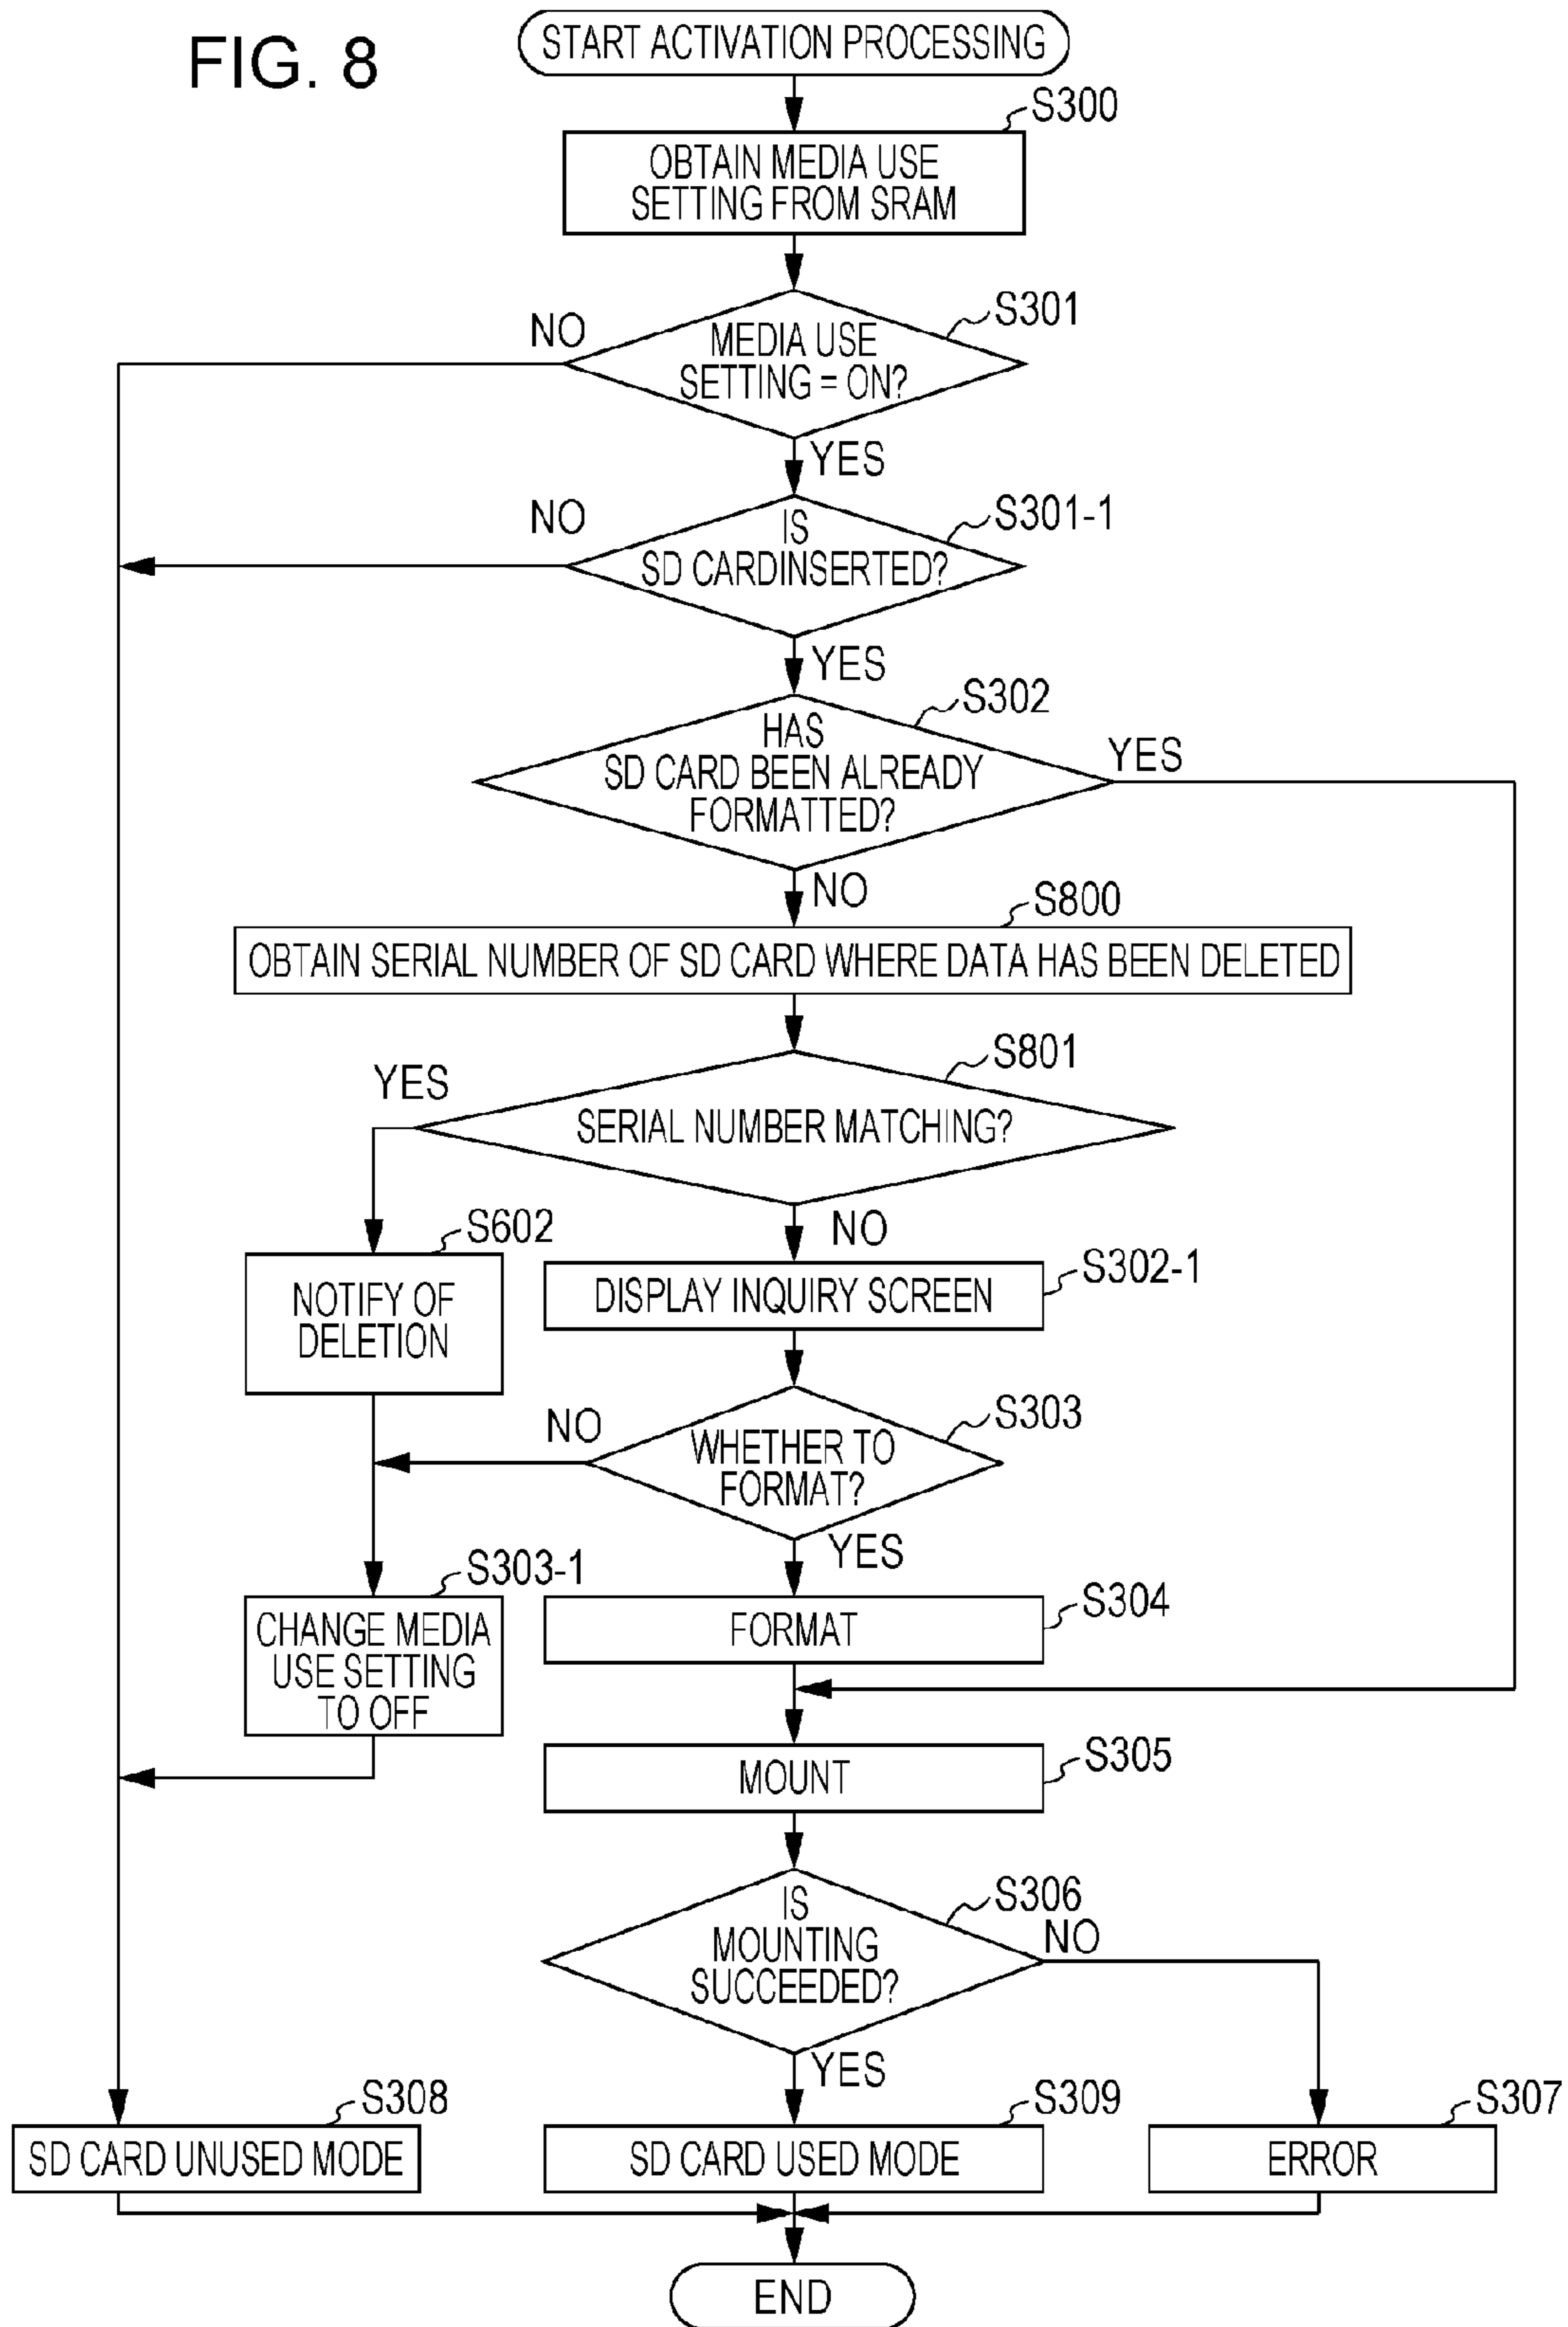 FIG. 8
START ACTIVATION PROCESSING
S300
OBTAIN MEDIA USE
SETTING FROM SRAM
S301
NO
MEDIA USE
SETTING = ON?
YES
S301-1
NO
IS
SD CARDINSERTED?
YES
S302
HAS
SD CARD BEEN ALREADY
FORMATTED?
YES
NO
S800
OBTAIN SERIAL NUMBER OF SD CARD WHERE DATA HAS BEEN DELETED
S801
YES
SERIAL NUMBER MATCHING?
S602
NO
NOTIFY OF
DELETION
S302-1
DISPLAY INQUIRY SCREEN
S303
NO
WHETHER TO
FORMAT?
YES
S303-1
CHANGE MEDIA
USE SETTING
TO OFF
S304
FORMAT
S305
MOUNT
S306
IS
MOUNTING
SUCCEEDED?
NO
YES
S308
SD CARD UNUSED MODE
S309
SD CARD USED MODE
S307
ERROR
END